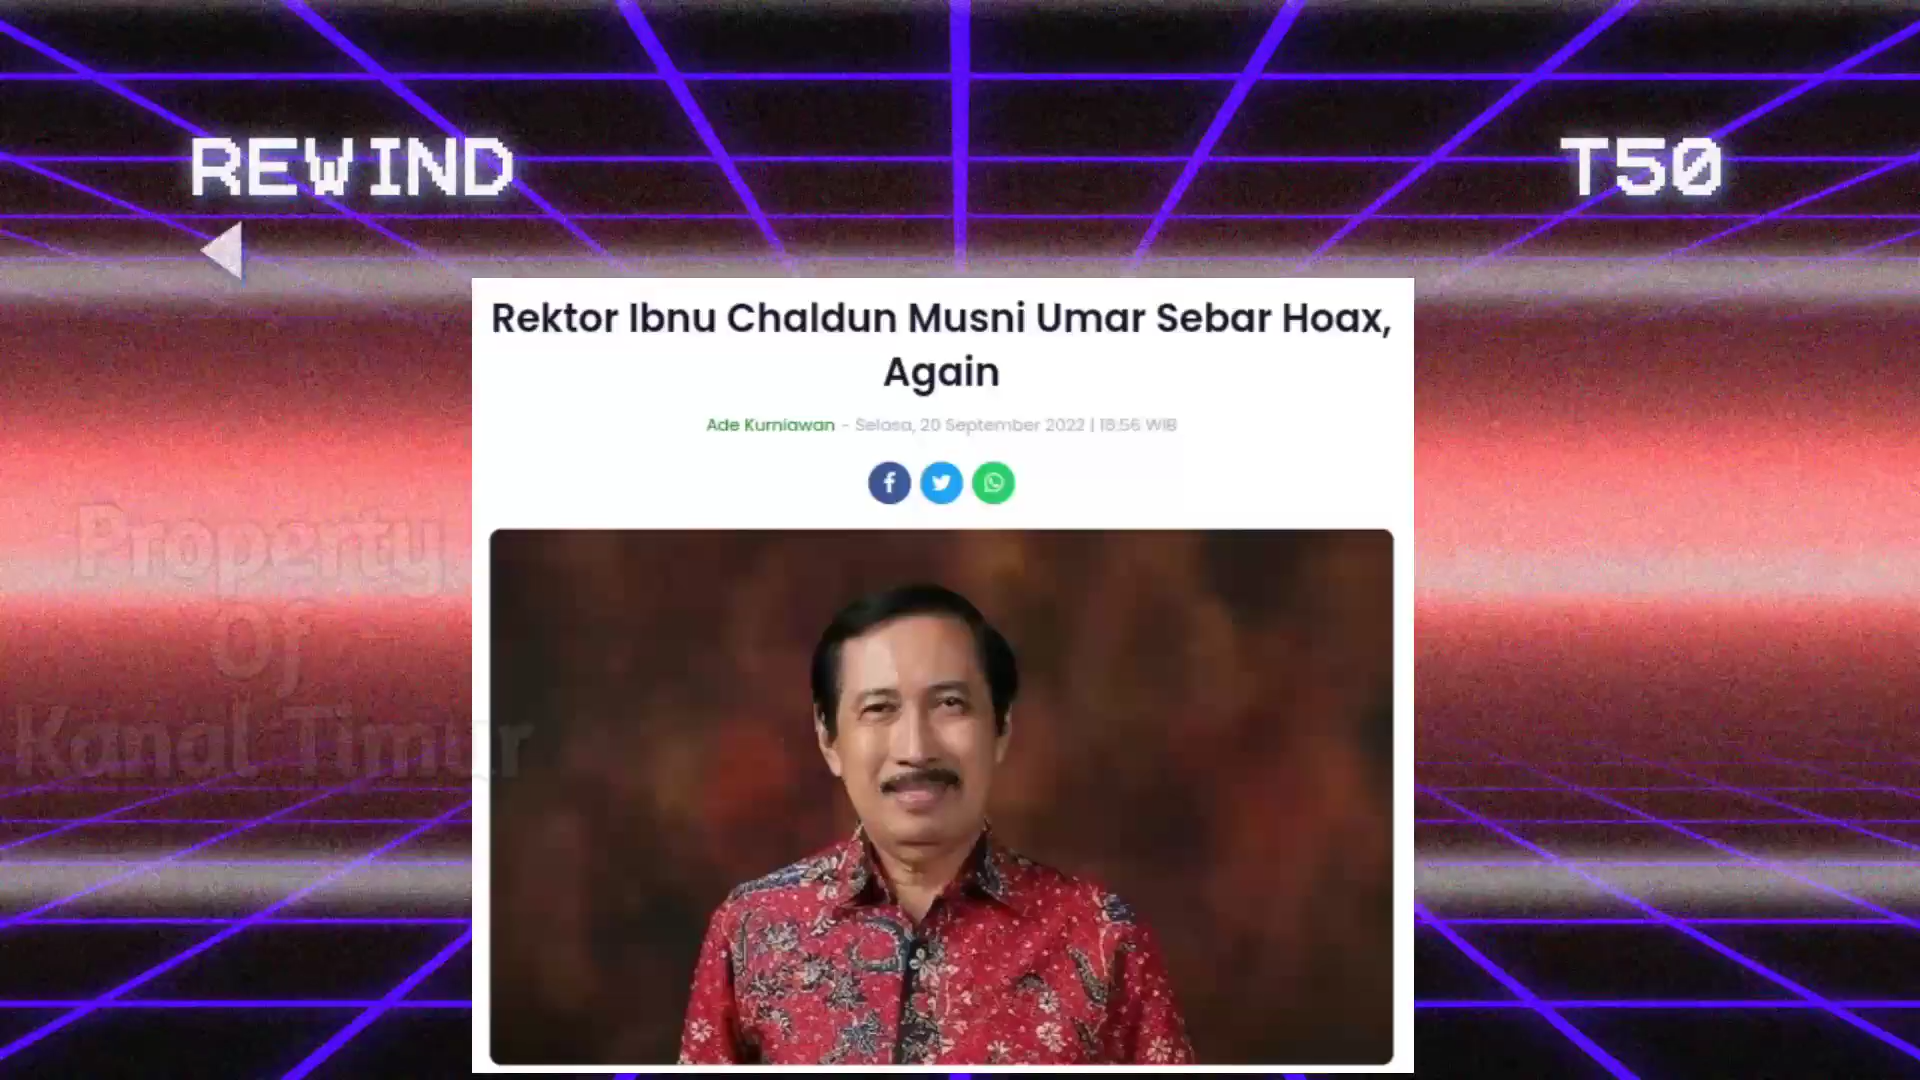 REWIND
T50
Rektor Ibnu Chaldun Musni Umar Sebar Hoax,
Again
Ade Kurniawan - Selasa, 20 September 2022 | 18:56 WIB
Property
Of
Kanal Timur